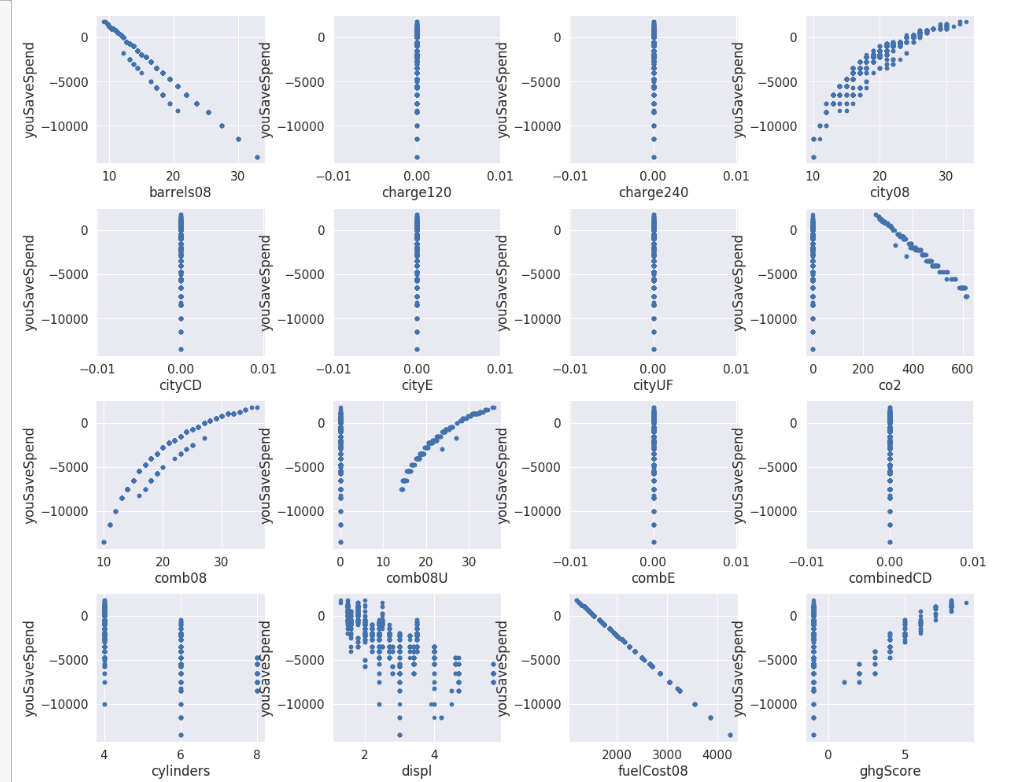 youSaveSpend youSaveSpend youSaveSpend youSaveSpend
0 0 0 0
−5000 −5000 −5000 −5000
−10000 −10000 −10000 −10000
10 20 30 −0.01 0.00 0.01 −0.01 0.00 0.01 10 20 30
barrels08 charge120 charge240 city08
youSaveSpend youSaveSpend youSaveSpend youSaveSpend
0 0 0 0
−5000 −5000 −5000 −5000
−10000 −10000 −10000 −10000
−0.01 0.00 0.01 −0.01 0.00 0.01 −0.01 0.00 0.01 0 200 400 600
cityCD cityE cityUF co2
youSaveSpend youSaveSpend youSaveSpend youSaveSpend
0 0 0 0
−5000 −5000 −5000 −5000
−10000 −10000 −10000 −10000
10 20 30 0 10 20 30 −0.01 0.00 0.01 −0.01 0.00 0.01
comb08 comb08U combE combinedCD
youSaveSpend youSaveSpend youSaveSpend youSaveSpend
0 0 0 0
−5000 −5000 −5000 −5000
−10000 −10000 −10000 −10000
4 6 8 2 4 2000 3000 4000 0 5
cylinders displ fuelCost08 ghgScore